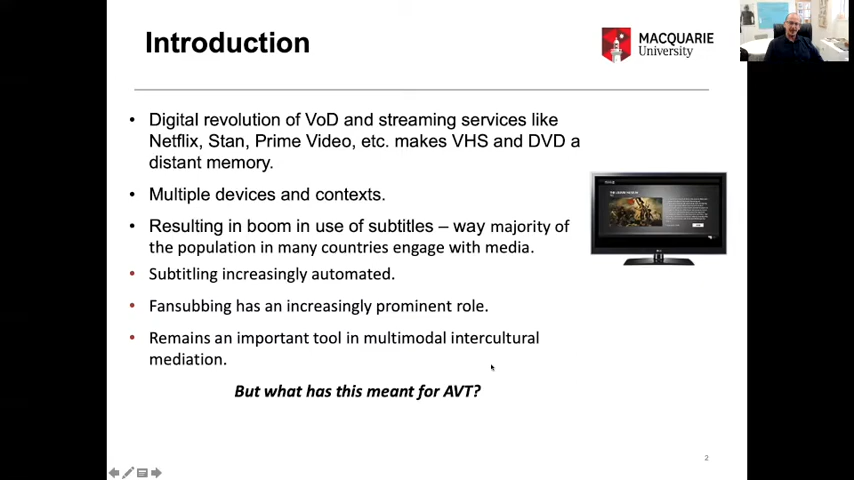 Introduction
MACQUARIE
University
• Digital revolution of VoD and streaming services like
Netflix, Stan, Prime Video, etc. makes VHS and DVD a
distant memory.
• Multiple devices and contexts.
• Resulting in boom in use of subtitles – way majority of
the population in many countries engage with media.
• Subtitling increasingly automated.
• Fansubbing has an increasingly prominent role.
• Remains an important tool in multimodal intercultural
mediation.
But what has this meant for AVT?
2